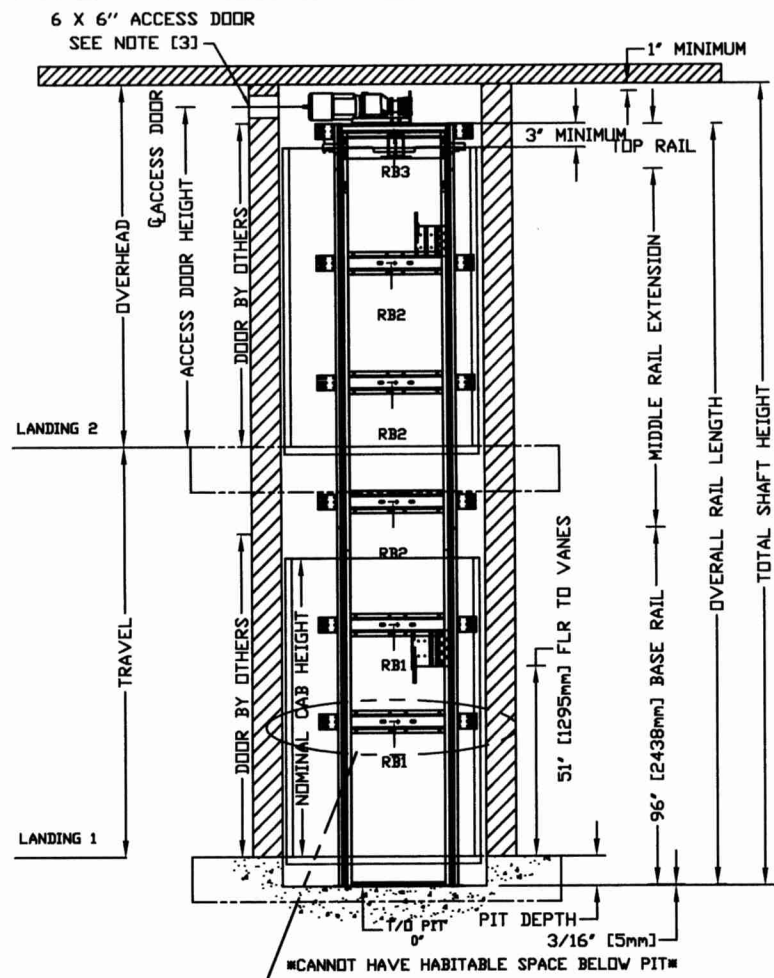 6 X 6" ACCESS DOOR
SEE NOTE [3]
1" MINIMUM
3" MINIMUM
TOP RAIL
RB3
RB2
RB2
RB2
RB1
RB1
LANDING 2
LANDING 1
OVERHEAD
℄ ACCESS DOOR
ACCESS DOOR HEIGHT
DOOR BY OTHERS
TRAVEL
DOOR BY OTHERS
NOMINAL CAB HEIGHT
51" [1295mm] FLR TO VANES
MIDDLE RAIL EXTENSION
96" [2438mm] BASE RAIL
OVERALL RAIL LENGTH
TOTAL SHAFT HEIGHT
T/O PIT
0"
PIT DEPTH
3/16" [5mm]
*CANNOT HAVE HABITABLE SPACE BELOW PIT*